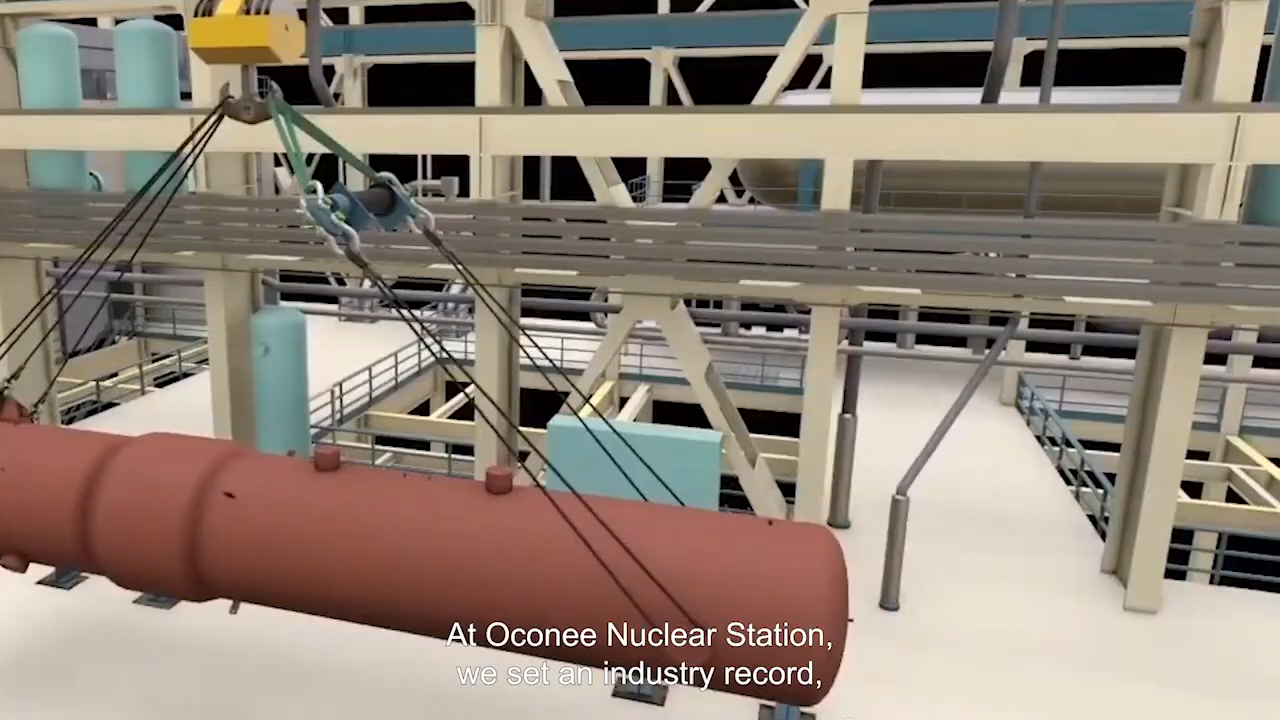 At Oconee Nuclear Station,
we set an industry record,